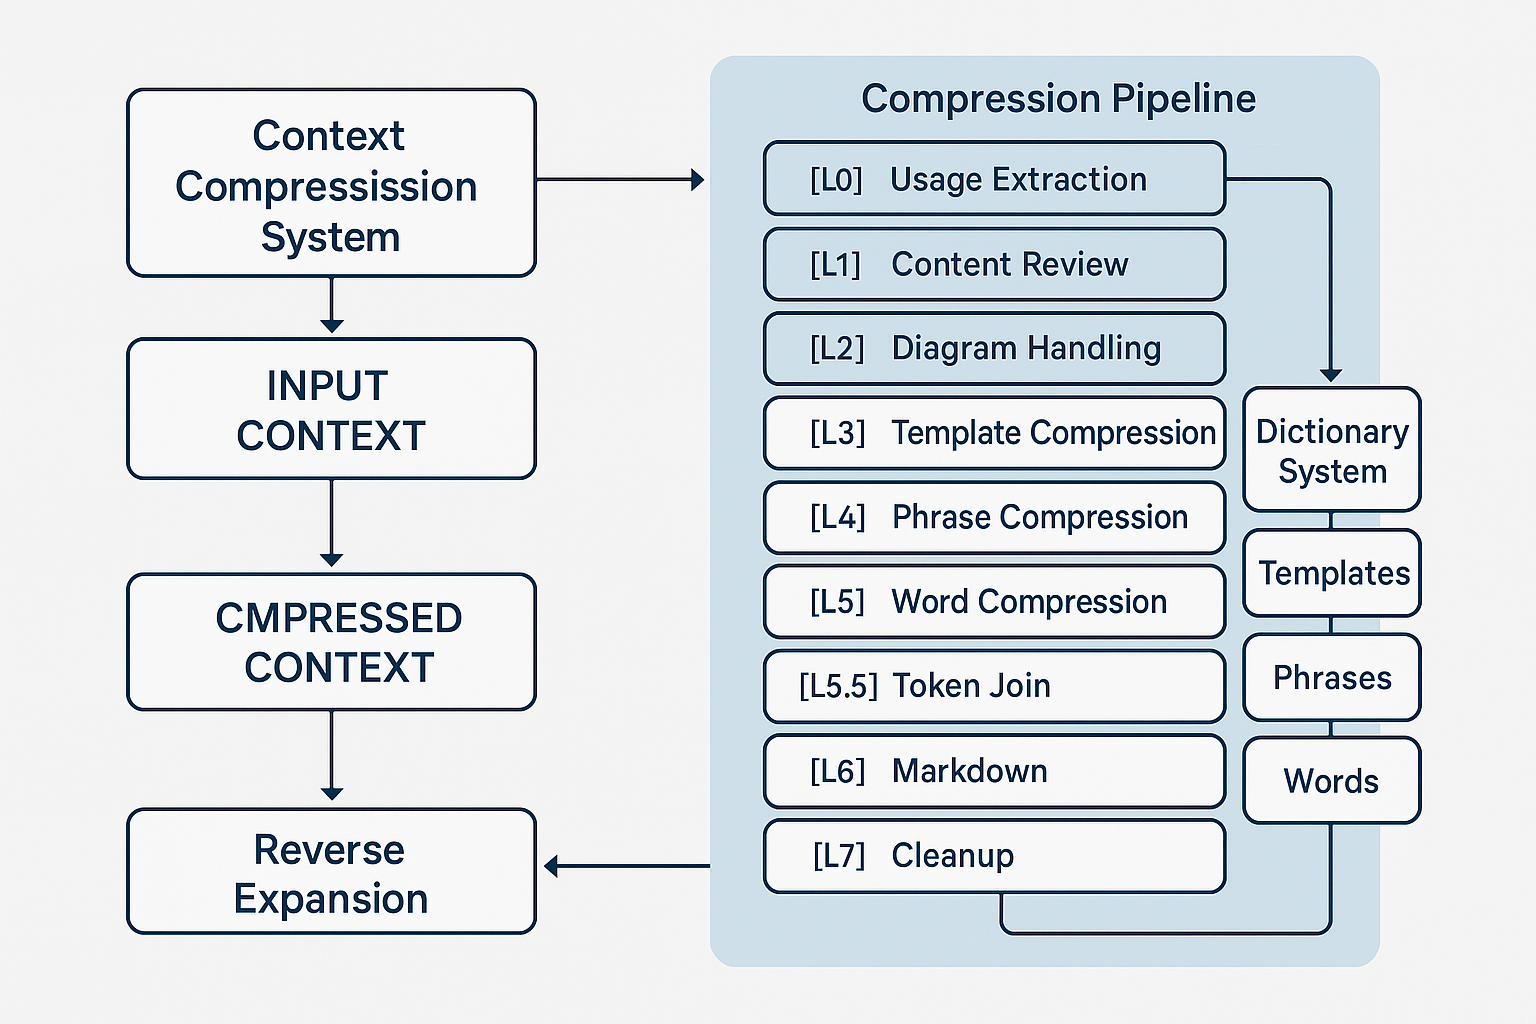 Context
Compressission
System
INPUT
CONTEXT
CMPRESSED
CONTEXT
Reverse
Expansion
Compression Pipeline
[L0] Usage Extraction
[L1] Content Review
[L2] Diagram Handling
[L3] Template Compression
[L4] Phrase Compression
[L5] Word Compression
[L5.5] Token Join
[L6] Markdown
[L7] Cleanup
Dictionary
System
Templates
Phrases
Words